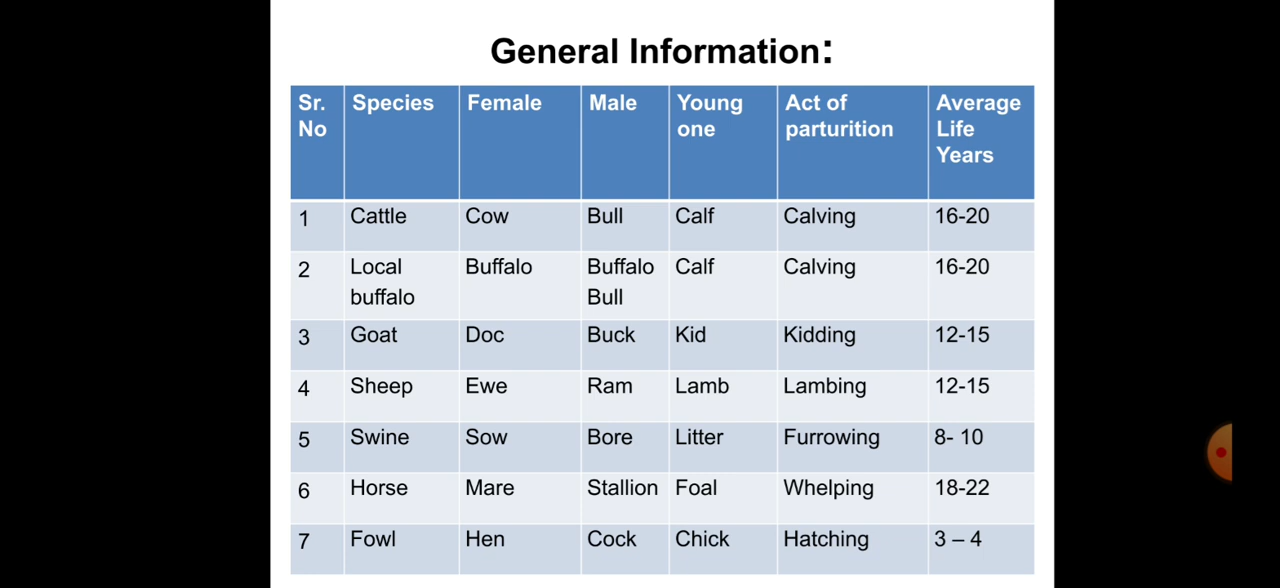 General Information:
Sr. No Species Female Male Young one Act of parturition Average Life Years
1 Cattle Cow Bull Calf Calving 16-20
2 Local buffalo Buffalo Buffalo Bull Calf Calving 16-20
3 Goat Doc Buck Kid Kidding 12-15
4 Sheep Ewe Ram Lamb Lambing 12-15
5 Swine Sow Bore Litter Furrowing 8- 10
6 Horse Mare Stallion Foal Whelping 18-22
7 Fowl Hen Cock Chick Hatching 3 – 4